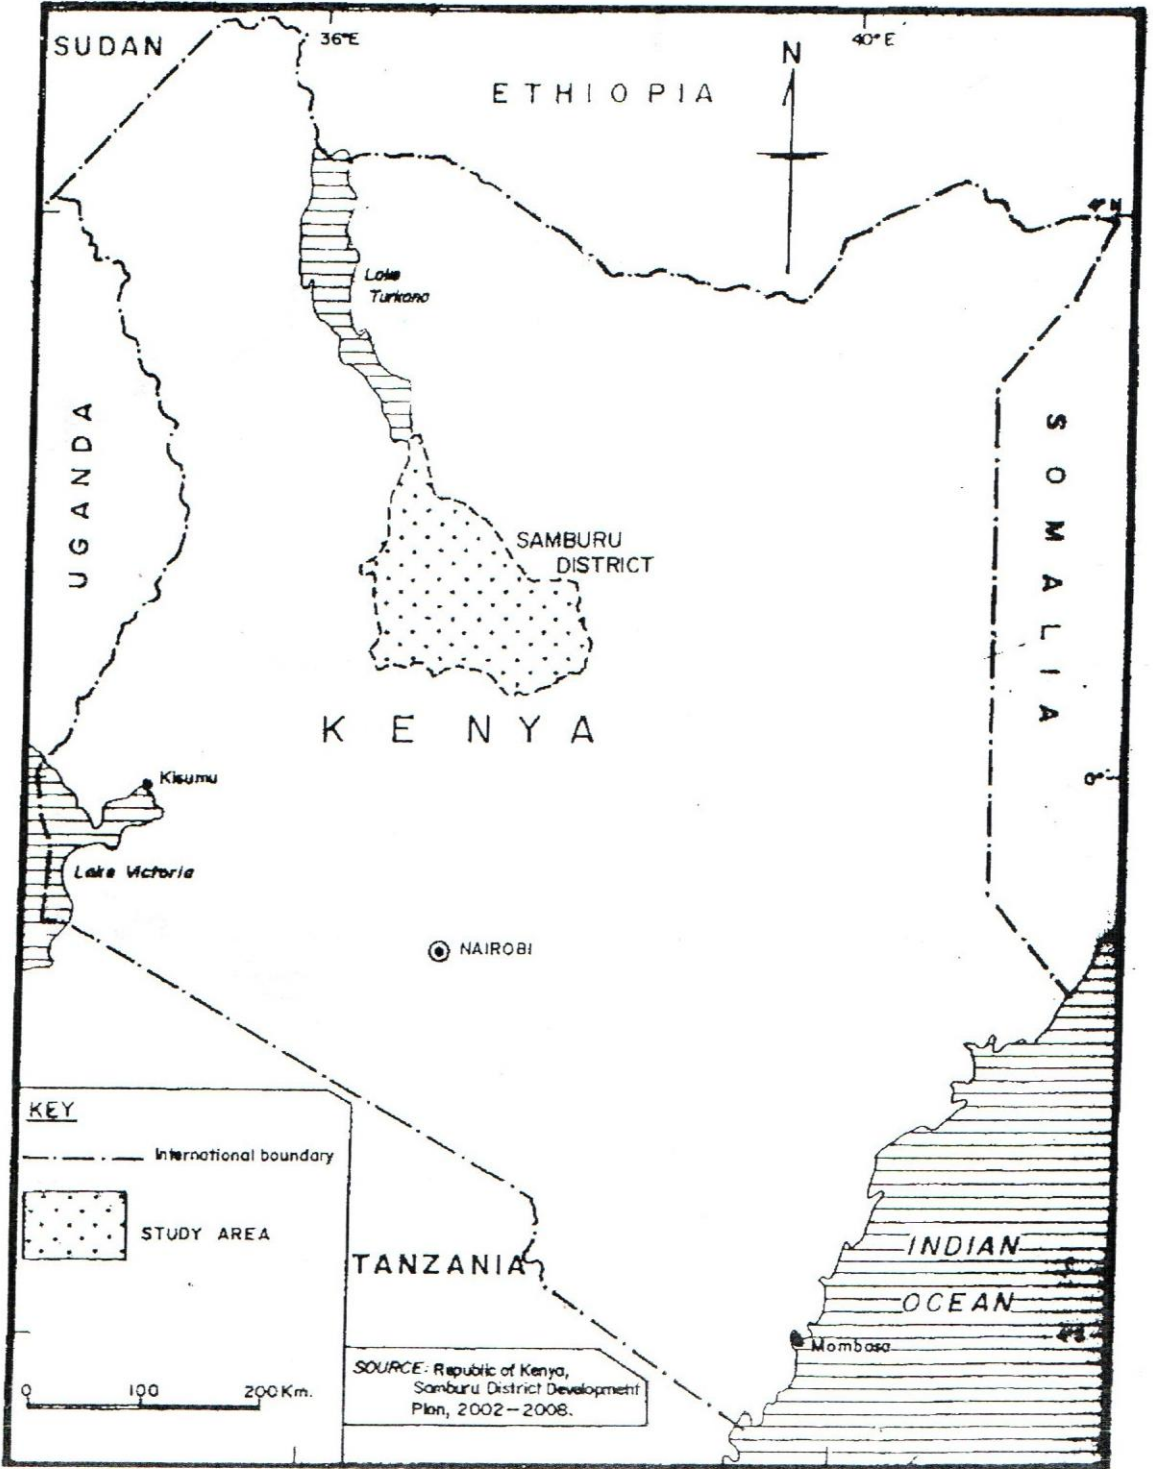 SUDAN
36°E
40°E
N
ETHIOPIA
4°N
Lake
Turkana
UGANDA
SOMALIA
SAMBURU
DISTRICT
KENYA
Kisumu
0°
Lake Victoria
NAIROBI
KEY
International boundary
STUDY AREA
TANZANIA
INDIAN
OCEAN
Mombasa
0 100 200 Km.
SOURCE: Republic of Kenya,
Samburu District Development
Plan, 2002-2008.